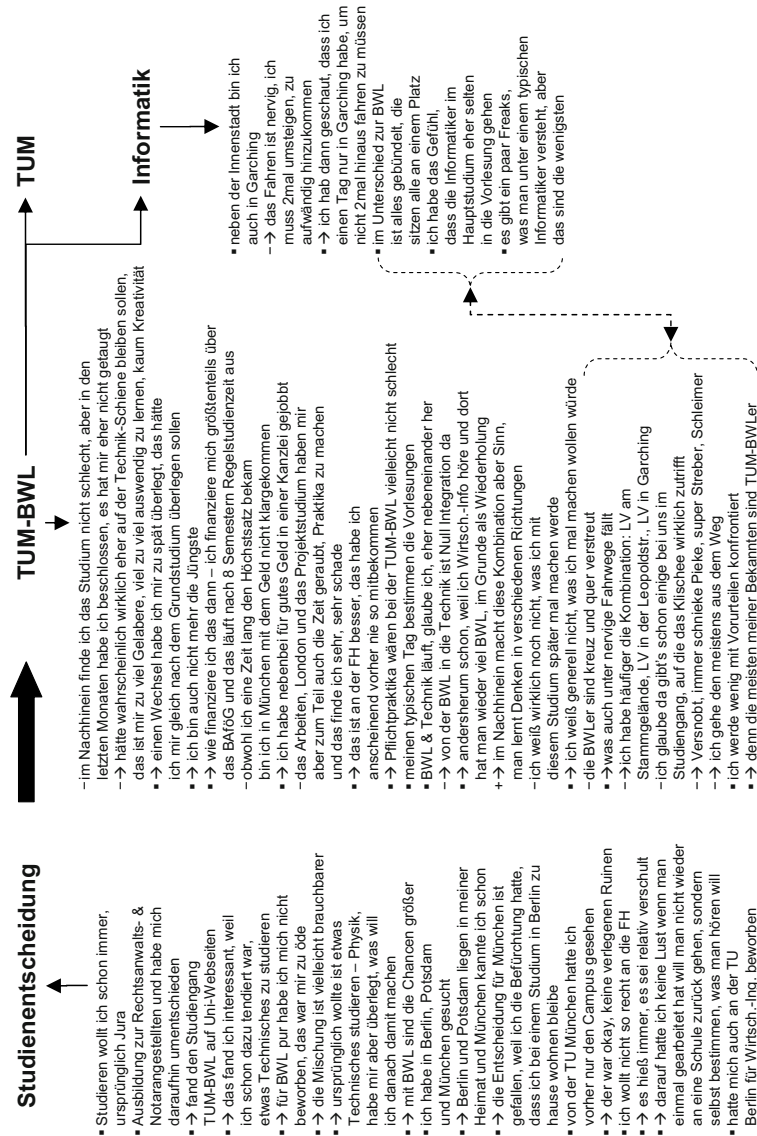 Studienentscheidung
▪ Studieren wollt ich schon immer,
ursprünglich Jura
▪ Ausbildung zur Rechtsanwalts- &
Notarangestellten und habe mich
daraufhin umentschieden
▪ → fand den Studiengang
TUM-BWL auf Uni-Webseiten
▪ → das fand ich interessant, weil
ich schon dazu tendiert war,
etwas Technisches zu studieren
▪ → für BWL pur habe ich mich nicht
beworben, das war mir zu öde
▪ → die Mischung ist vielleicht brauchbarer
▪ → ursprünglich wollte ist etwas
Technisches studieren – Physik,
habe mir aber überlegt, was will
ich danach damit machen
▪ → mit BWL sind die Chancen größer
▪ ich habe in Berlin, Potsdam
und München gesucht
▪ → Berlin und Potsdam liegen in meiner
Heimat und München kannte ich schon
▪ → die Entscheidung für München ist
gefallen, weil ich die Befürchtung hatte,
dass ich bei einem Studium in Berlin zu
hause wohnen bleibe
▪ von der TU München hatte ich
vorher nur den Campus gesehen
▪ → der war okay, keine verlegenen Ruinen
▪ ich wollt nicht so recht an die FH
▪ → es hieß immer, es sei relativ verschult
▪ → darauf hatte ich keine Lust wenn man
einmal gearbeitet hat will man nicht wieder
an eine Schule zurück gehen, sondern
selbst bestimmen, was man hören will
▪ hatte mich auch an der TU
Berlin für Wirtsch.-Ing. beworben
TUM-BWL
– im Nachhinein finde ich das Studium nicht schlecht, aber in den
letzten Monaten habe ich beschlossen, es hat mir eher nicht getaugt
– → hätte wahrscheinlich wirklich eher auf der Technik-Schiene bleiben sollen,
das ist mir zu viel Gelabere, viel zu viel auswendig zu lernen, kaum Kreativität
▪ → einen Wechsel habe ich mir zu spät überlegt, das hätte
ich mir gleich nach dem Grundstudium überlegen sollen
▪ → ich bin auch nicht mehr die Jüngste
▪ → wie finanziere ich das dann – ich finanziere mich größtenteils über
das BAföG und das läuft nach 8 Semestern Regelstudienzeit aus
– obwohl ich eine Zeit lang den Höchstsatz bekam
bin ich in München mit dem Geld nicht klargekommen
▪ → ich habe nebenbei für gutes Geld in einer Kanzlei gejobbt
– das Arbeiten, London und das Projektstudium haben mir
aber zum Teil auch die Zeit geraubt, Praktika zu machen
und das finde ich sehr, sehr schade
▪ → das ist an der FH besser, das habe ich
anscheinend vorher nie so mitbekommen
▪ → Pflichtpraktika wären bei der TUM-BWL vielleicht nicht schlecht
▪ meinen typischen Tag bestimmen die Vorlesungen
▪ BWL & Technik läuft, glaube ich, eher nebeneinander her
– → von der BWL in die Technik ist Null Integration da
▪ → andersherum schon, weil ich Wirtsch.-Info höre und dort
hat man wieder viel BWL, im Grunde als Wiederholung
+ → im Nachhinein macht diese Kombination aber Sinn,
man lernt Denken in verschiedenen Richtungen
– ich weiß wirklich noch nicht, was ich mit
diesem Studium später mal machen werde
▪ → ich weiß generell nicht, was ich mal machen wollen würde
– die BWLer sind kreuz und quer verstreut
▪ → was auch unter nervige Fahrwege fällt
– → ich habe häufiger die Kombination: LV am
Stammgelände, LV in der Leopoldstr., LV in Garching
– ich glaube da gibt's schon einige bei uns im
Studiengang, auf die das Klischee wirklich zutrifft
– → Versnobt, immer schnieke Pieke, super Streber, Schleimer
– → ich gehe den meistens aus dem Weg
▪ ich werde wenig mit Vorurteilen konfrontiert
▪ → denn die meisten meiner Bekannten sind TUM-BWLer
TUM
Informatik
▪ neben der Innenstadt bin ich
auch in Garching
– → das Fahren ist nervig, ich
muss 2mal umsteigen, zu
aufwändig hinzukommen
▪ → ich hab dann geschaut, dass ich
einen Tag nur in Garching habe, um
nicht 2mal hinaus fahren zu müssen
▪ im Unterschied zur BWL
ist alles gebündelt, die
sitzen alle an einem Platz
▪ ich habe das Gefühl,
dass die Informatiker im
Hauptstudium eher selten
in die Vorlesung gehen
▪ es gibt ein paar Freaks,
was man unter einem typischen
Informatiker versteht, aber
das sind die wenigsten